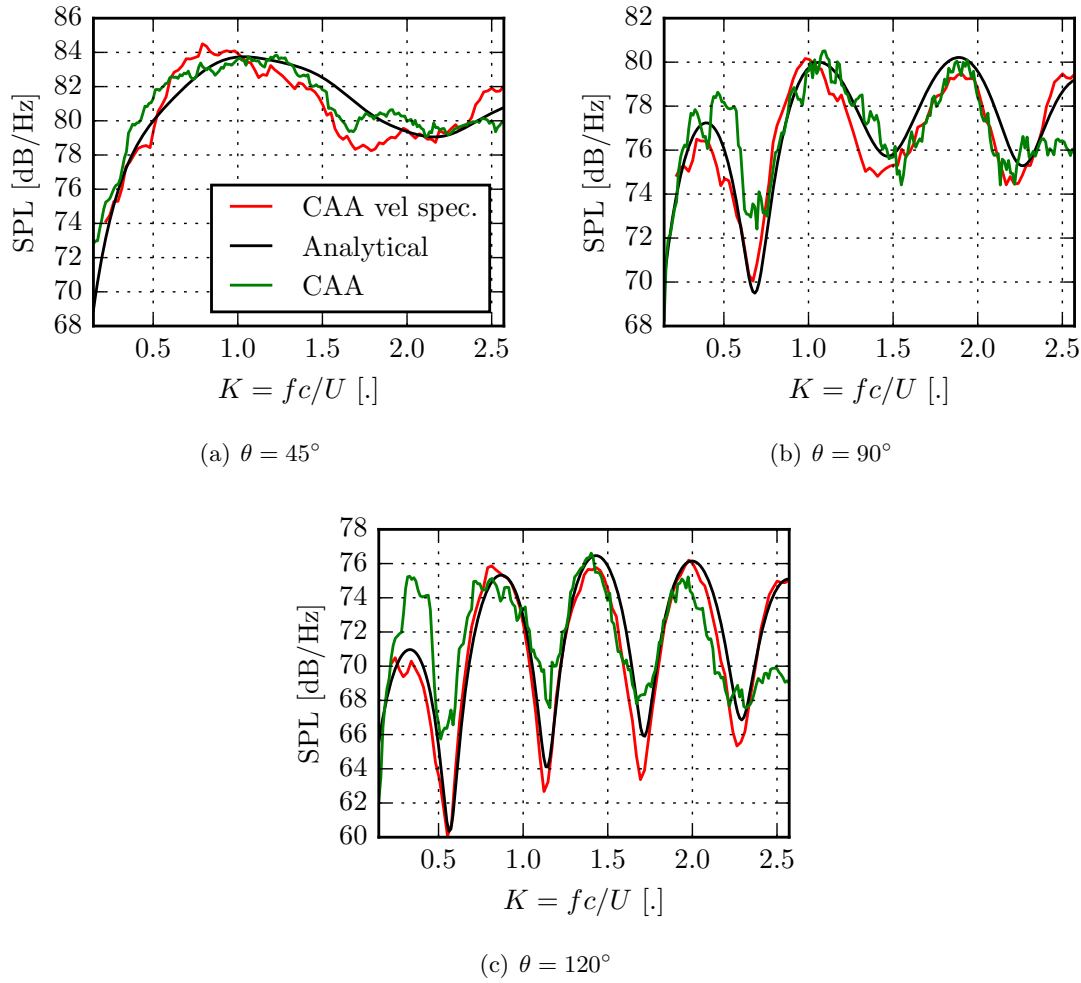 86
84
82
80
78
76
74
72
70
68
SPL [dB/Hz]
CAA vel spec.
Analytical
CAA
0.5 1.0 1.5 2.0 2.5
K = fc/U [.]
(a) θ = 45°
82
80
78
76
74
72
70
68
SPL [dB/Hz]
0.5 1.0 1.5 2.0 2.5
K = fc/U [.]
(b) θ = 90°
78
76
74
72
70
68
66
64
62
60
SPL [dB/Hz]
0.5 1.0 1.5 2.0 2.5
K = fc/U [.]
(c) θ = 120°